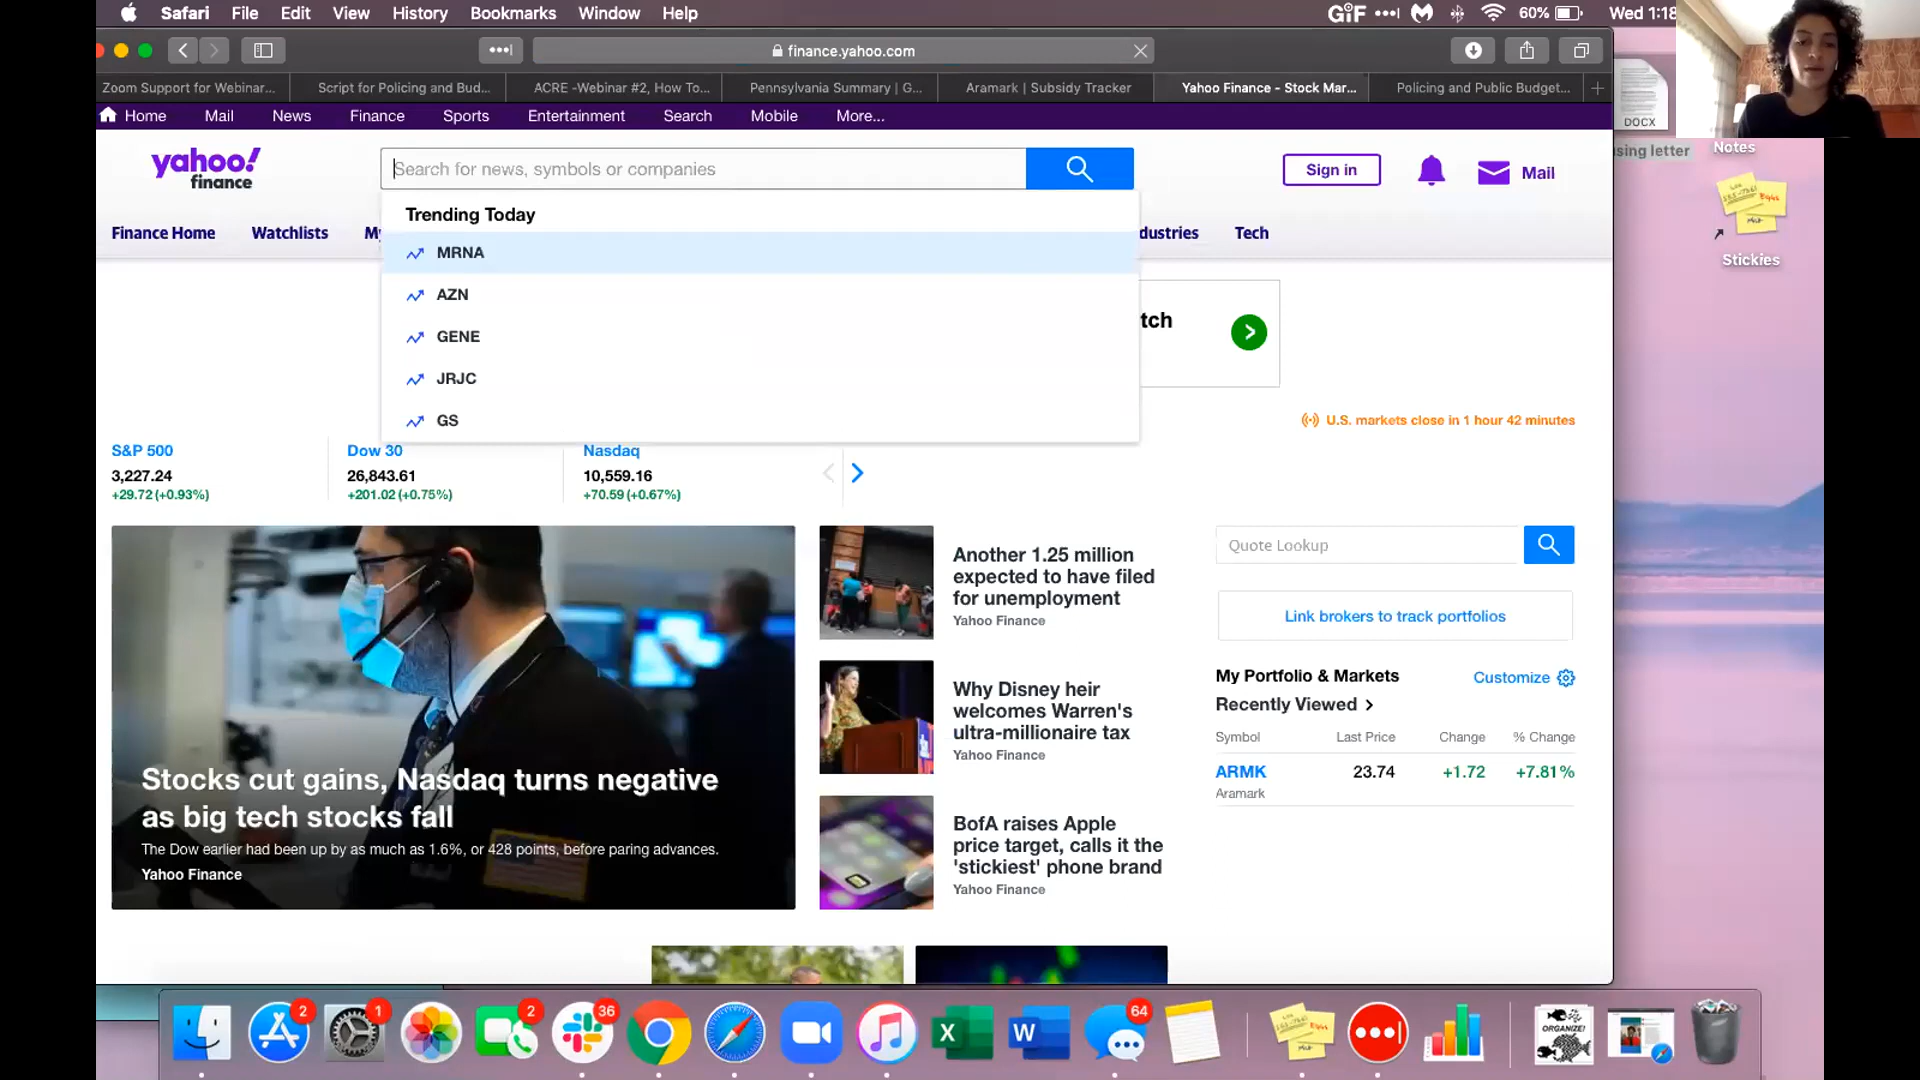 Safari File Edit View History Bookmarks Window Help
GIF
60%
Wed 1:18
finance.yahoo.com
Zoom Support for Webinar...
Script for Policing and Bud...
ACRE -Webinar #2, How To...
Pennsylvania Summary | G...
Aramark | Subsidy Tracker
Yahoo Finance - Stock Mar...
Policing and Public Budget...
Home Mail News Finance Sports Entertainment Search Mobile More...
yahoo!
finance
Search for news, symbols or companies
Sign in
Mail
Finance Home Watchlists My
dustries Tech
Trending Today
MRNA
AZN
GENE
JRJC
GS
tch
U.S. markets close in 1 hour 42 minutes
S&P 500
3,227.24
+29.72 (+0.93%)
Dow 30
26,843.61
+201.02 (+0.75%)
Nasdaq
10,559.16
+70.59 (+0.67%)
Stocks cut gains, Nasdaq turns negative
as big tech stocks fall
The Dow earlier had been up by as much as 1.6%, or 428 points, before paring advances.
Yahoo Finance
Another 1.25 million
expected to have filed
for unemployment
Yahoo Finance
Why Disney heir
welcomes Warren's
ultra-millionaire tax
Yahoo Finance
BofA raises Apple
price target, calls it the
'stickiest' phone brand
Yahoo Finance
Quote Lookup
Link brokers to track portfolios
My Portfolio & Markets
Customize
Recently Viewed
Symbol Last Price Change % Change
ARMK 23.74 +1.72 +7.81%
Aramark
DOCX
sing letter
Notes
Stickies
2
1
2
36
X
W
64
ORGANIZE!